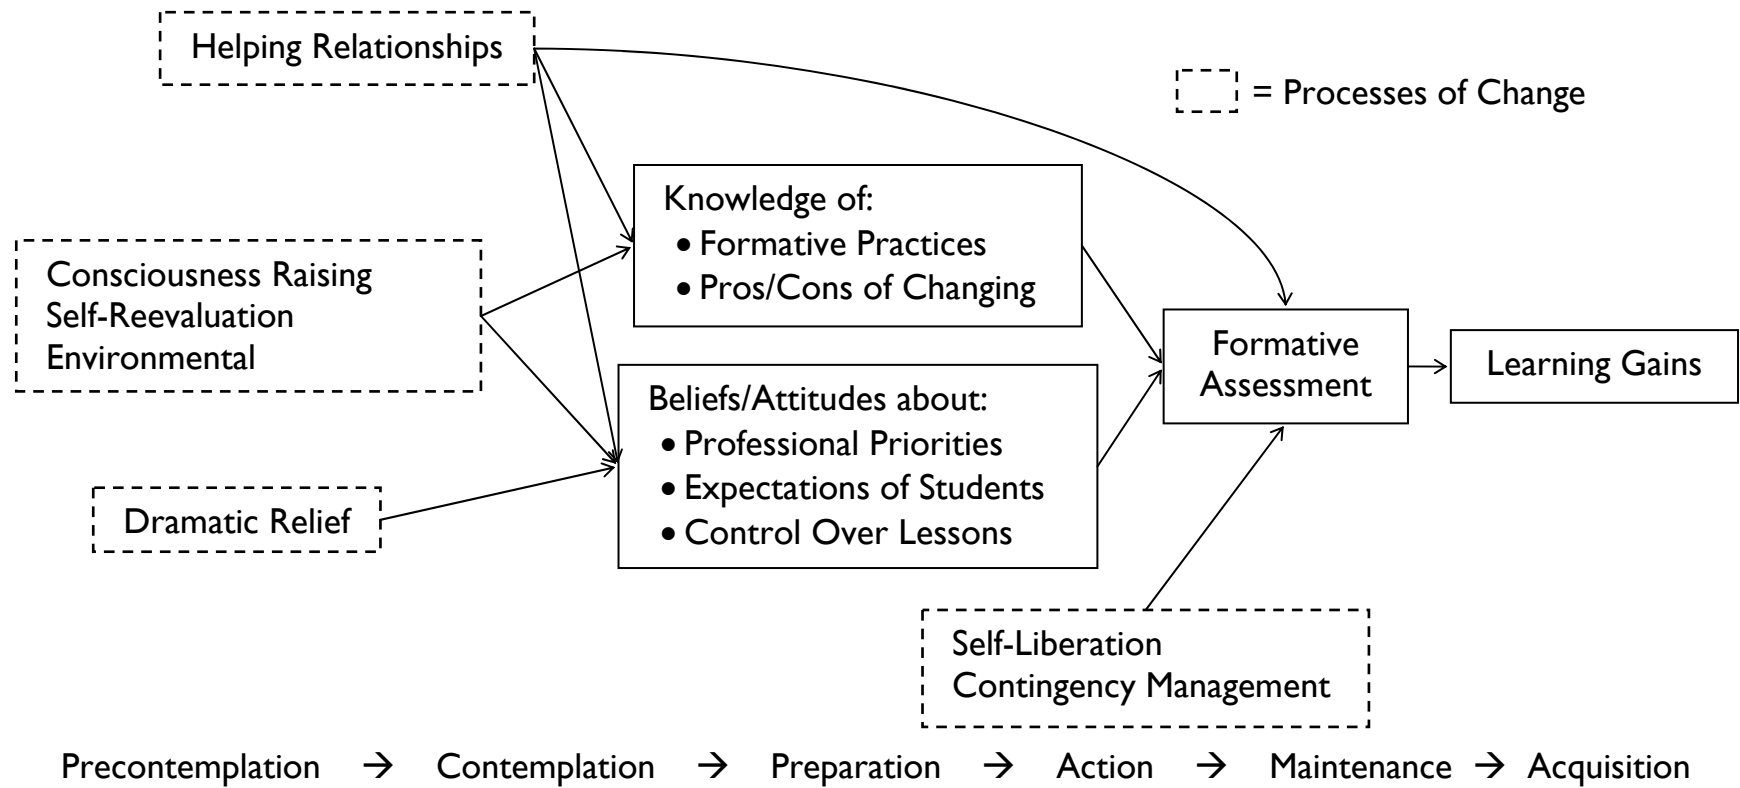 Helping Relationships
= Processes of Change
Knowledge of:
• Formative Practices
• Pros/Cons of Changing
Consciousness Raising
Self-Reevaluation
Environmental
Beliefs/Attitudes about:
• Professional Priorities
• Expectations of Students
• Control Over Lessons
Formative
Assessment
Learning Gains
Dramatic Relief
Self-Liberation
Contingency Management
Precontemplation → Contemplation → Preparation → Action → Maintenance → Acquisition